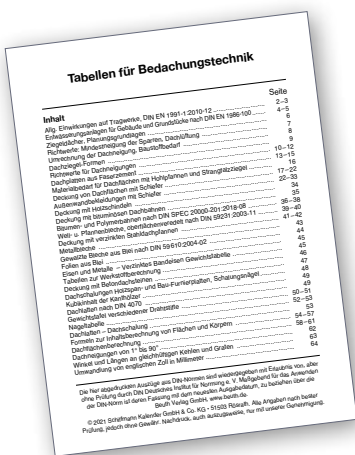 Tabellen für Bedachungstechnik
Inhalt Seite
Allg. Einwirkungen auf Tragwerke, DIN EN 1991-1:2010-12 ... 2–3
Entwässerungsanlagen für Gebäude und Grundstücke nach DIN EN 1986-100 ... 4–5
Ziegeldächer, Planungsgrundlagen ... 6
Richtwerte: Mindestneigung der Sparren, Dachlüftung ... 7
Umrechnung der Dachneigung, Baustoffbedarf ... 8
Dachziegel-Formen ... 9
Richtwerte für Dachneigungen ... 10–12
Dachplatten aus Faserzement ... 13–15
Materialbedarf für Dachflächen mit Hohlpfannen und Strangfalzziegel ... 16
Deckung von Dachflächen mit Schiefer ... 17–22
Außenwandbekleidungen mit Schiefer ... 22–33
Deckung mit Holzschindeln ... 34
Deckung mit bituminösen Dachbahnen ... 35
Bitumen- und Polymerbahnen nach DIN SPEC 20000-201:2018-08 ... 36–38
Well- u. Pfannenbleche, oberflächenveredelt nach DIN 59231:2003-11 ... 39–40
Deckung mit verzinkten Stahldachpfannen ... 41–42
Metallbleche ... 43
Gewalzte Bleche aus Blei nach DIN 59610:2004-02 ... 44
Folien aus Blei ... 45
Eisen und Metalle – Verzinktes Bandeisen Gewichtstabelle ... 45
Tabellen zur Werkstoffberechnung ... 46
Deckung mit Betondachsteinen ... 47
Dachschalungen Holzspan- und Bau-Furnierplatten, Schalungsnägel ... 48
Kubikinhalt der Kanthölzer ... 49
Dachlatten nach DIN 4070 ... 49
Gewichtstafel verschiedener Drahtstifte ... 50–51
Nageltabelle ... 52–53
Dachlatten – Dachschalung ... 53
Formeln zur Inhaltsberechnung von Flächen und Körpern ... 54–57
Dachflächenberechnung ... 58–61
Dachneigungen von 1° bis 90° ... 62
Winkel und Längen an gleichhüftigen Kehlen und Graten ... 63
Umwandlung von englischen Zoll in Millimeter ... 64
Die hier abgedruckten Auszüge aus DIN-Normen sind wiedergegeben mit Erlaubnis von, aber
ohne Prüfung durch DIN Deutsches Institut für Normung e. V. Maßgebend für das Anwenden
der DIN-Norm ist deren Fassung mit dem neuesten Ausgabedatum, zu beziehen über die
Beuth Verlag GmbH, www.beuth.de.
© 2021 Schiffmann Kalender GmbH & Co. KG • 51503 Rösrath. Alle Angaben nach bester
Prüfung, jedoch ohne Gewähr. Nachdruck, auch auszugsweise, nur mit unserer Genehmigung.